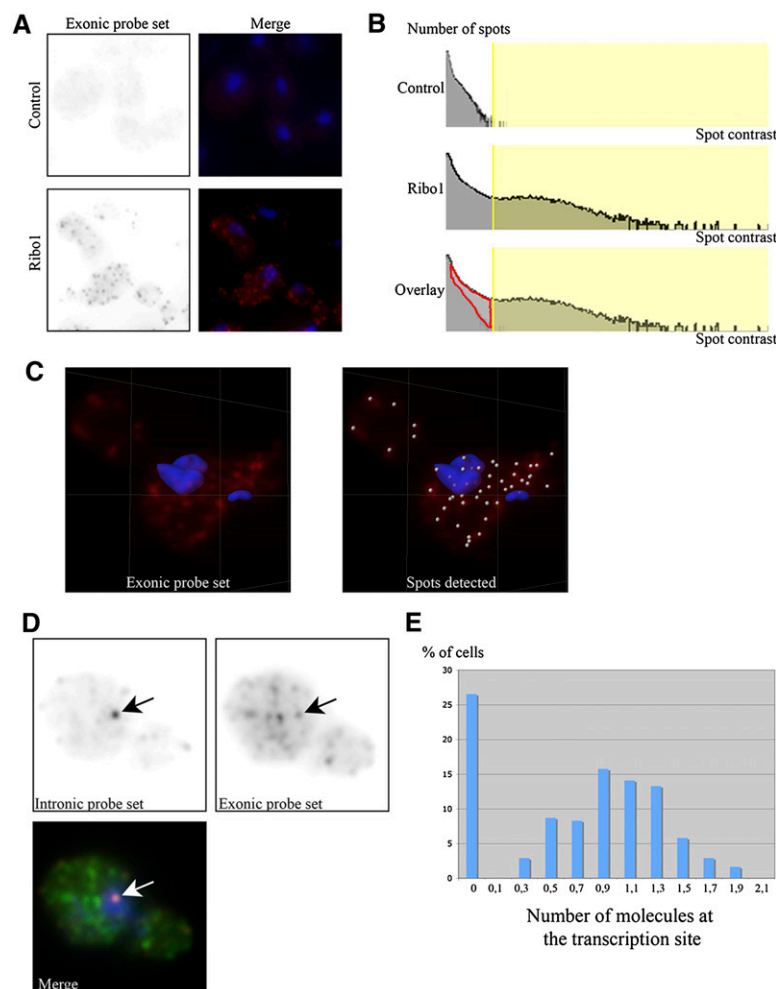 A
Exonic probe set
Merge
Control
Ribo1
B
Number of spots
Control
Spot contrast
Ribo1
Spot contrast
Overlay
Spot contrast
C
Exonic probe set
Spots detected
D
Intronic probe set
Exonic probe set
Merge
E
% of cells
30
25
20
15
10
5
0
0 0,1 0,3 0,5 0,7 0,9 1,1 1,3 1,5 1,7 1,9 2,1
Number of molecules at
the transcription site